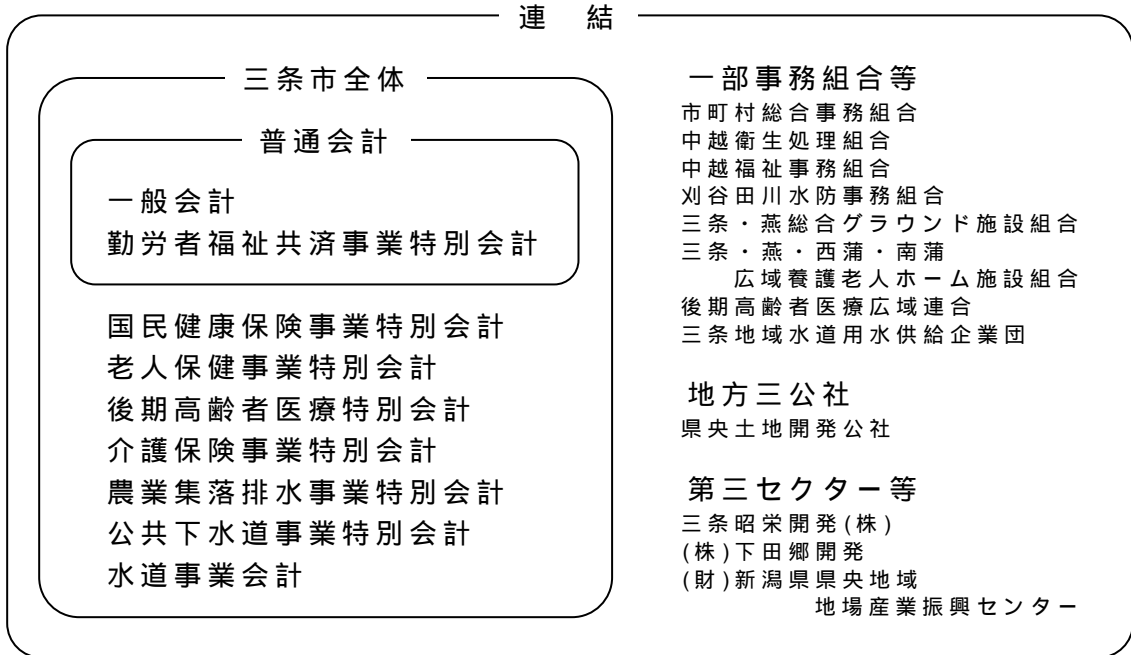 連結
三条市全体
普通会計
一般会計
勤労者福祉共済事業特別会計
国民健康保険事業特別会計
老人保健事業特別会計
後期高齢者医療特別会計
介護保険事業特別会計
農業集落排水事業特別会計
公共下水道事業特別会計
水道事業会計
一部事務組合等
市町村総合事務組合
中越衛生処理組合
中越福祉事務組合
刈谷田川水防事務組合
三条・燕総合グラウンド施設組合
三条・燕・西蒲・南蒲
広域養護老人ホーム施設組合
後期高齢者医療広域連合
三条地域水道用水供給企業団
地方三公社
県央土地開発公社
第三セクター等
三条昭栄開発(株)
(株)下田郷開発
(財)新潟県県央地域
地場産業振興センター